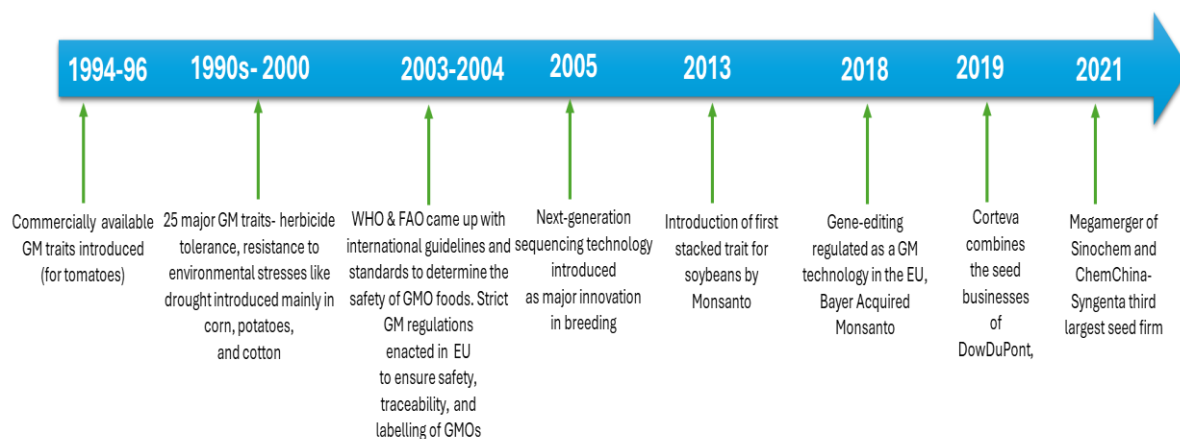 1994-96
1990s- 2000
2003-2004
2005
2013
2018
2019
2021
Commercially available
GM traits introduced
(for tomatoes)
25 major GM traits- herbicide
tolerance, resistance to
environmental stresses like
drought introduced mainly in
corn, potatoes,
and cotton
WHO & FAO came up with
international guidelines and
standards to determine the
safety of GMO foods. Strict
GM regulations
enacted in EU
to ensure safety,
traceability, and
labelling of GMOs
Next-generation
sequencing technology
introduced
as major innovation
in breeding
Introduction of first
stacked trait for
soybeans by
Monsanto
Gene-editing
regulated as a GM
technology in the EU,
Bayer Acquired
Monsanto
Corteva
combines
the seed
businesses
of
DowDuPont,
Megamerger of
Sinochem and
ChemChina-
Syngenta third
largest seed firm